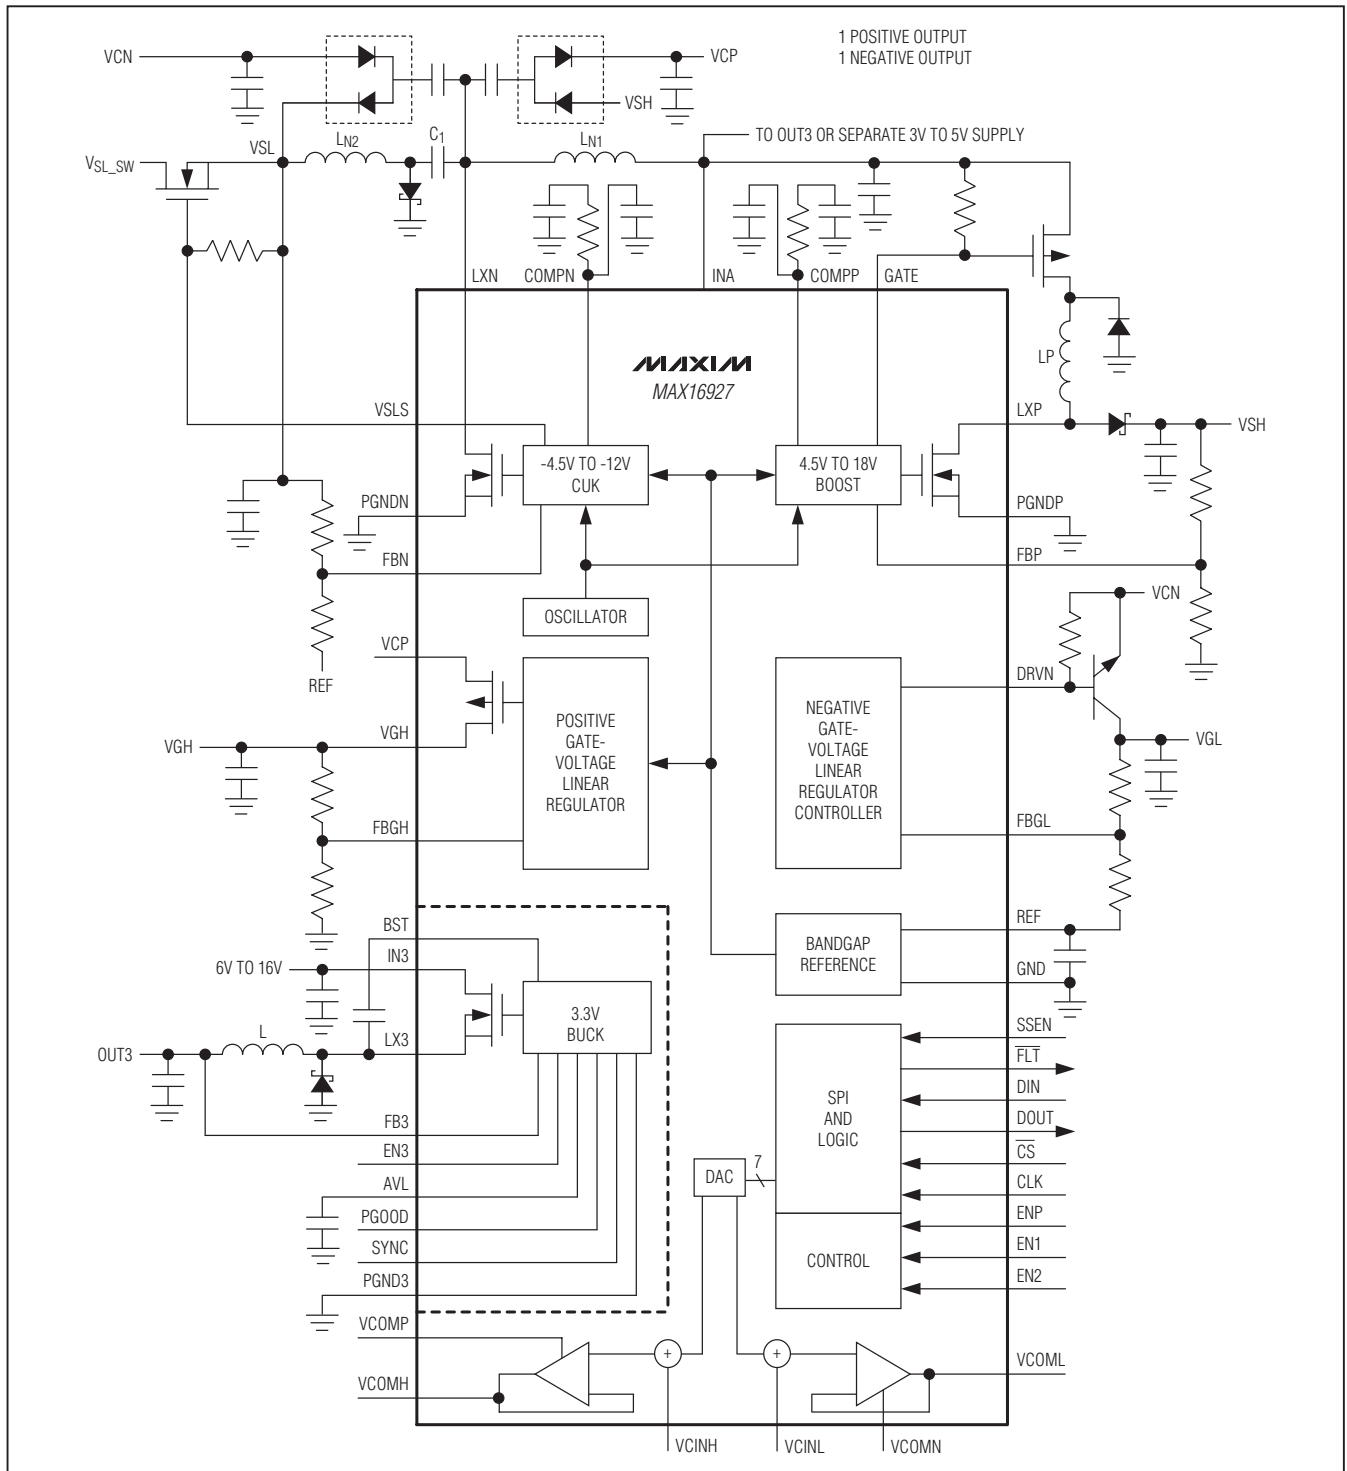 1 POSITIVE OUTPUT
1 NEGATIVE OUTPUT
VCN
VCP
VSH
TO OUT3 OR SEPARATE 3V TO 5V SUPPLY
VSL
LN2
C1
LN1
VSL_SW
LXN
COMPN
INA
COMPP
GATE
LP
MAXIM
MAX16927
VSLS
LXP
VSH
-4.5V TO -12V
CUK
4.5V TO 18V
BOOST
PGNDN
PGNDP
FBN
FBP
OSCILLATOR
VCN
VCP
REF
DRVN
POSITIVE
GATE-
VOLTAGE
LINEAR
REGULATOR
NEGATIVE
GATE-
VOLTAGE
LINEAR
REGULATOR
CONTROLLER
VGH
VGH
VGL
FBGH
FBGL
BST
REF
IN3
6V TO 16V
BANDGAP
REFERENCE
GND
3.3V
BUCK
L
LX3
OUT3
SSEN
FLT
DIN
DOUT
CS
CLK
ENP
EN1
EN2
SPI
AND
LOGIC
CONTROL
FB3
EN3
AVL
PGOOD
SYNC
PGND3
DAC
7
VCOMP
VCOMH
+
+
VCOML
VCINH
VCINL
VCOMN